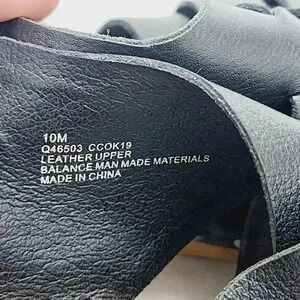 10M
Q46503 CCOK19
LEATHER UPPER
BALANCE MAN MADE MATERIALS
MADE IN CHINA